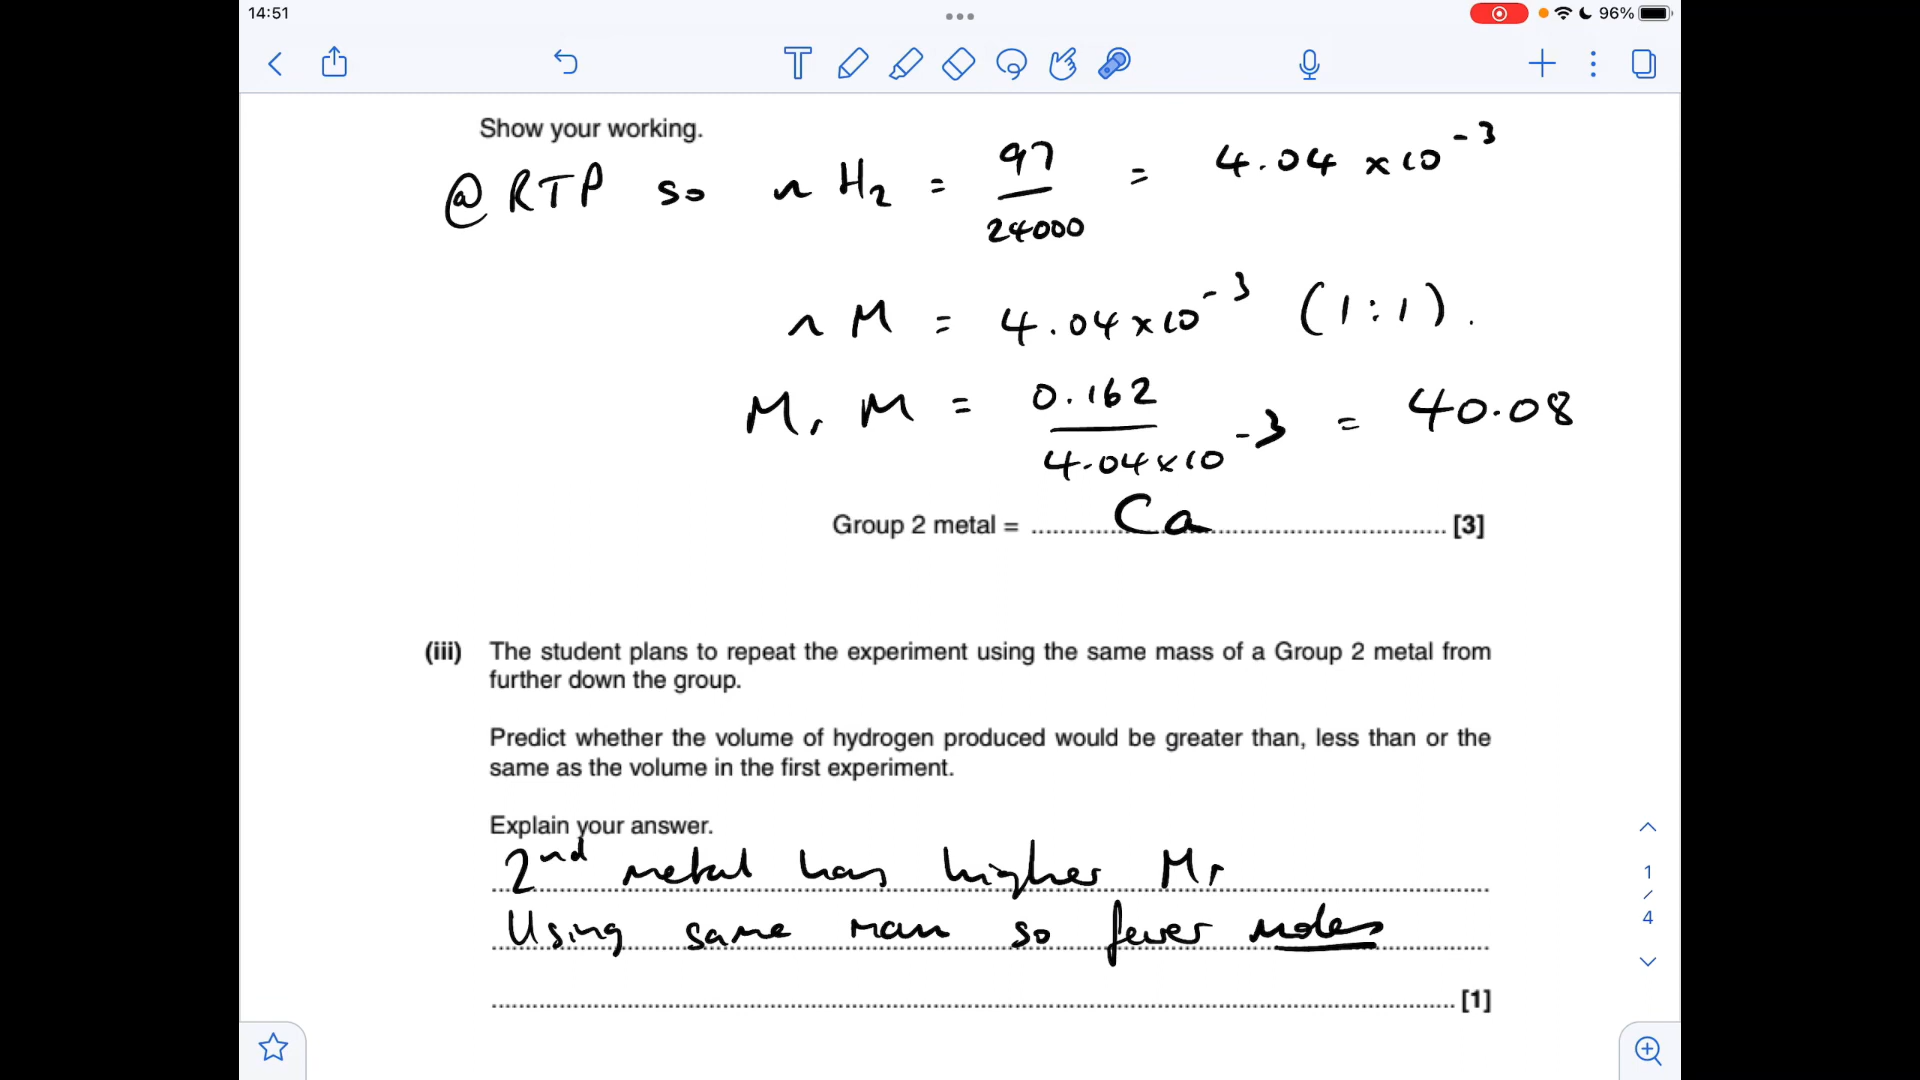 14:51
96%
Show your working.
@ RTP so n H2 = 97 / 24000 = 4.04 x10^-3
n M = 4.04 x10^-3 (1:1).
Mr M = 0.162 / 4.04 x10^-3 = 40.08
Group 2 metal = Ca [3]
(iii) The student plans to repeat the experiment using the same mass of a Group 2 metal from
further down the group.
Predict whether the volume of hydrogen produced would be greater than, less than or the
same as the volume in the first experiment.
Explain your answer.
2nd metal has higher Mr
Using same mass so fewer moles
[1]
1
/
4